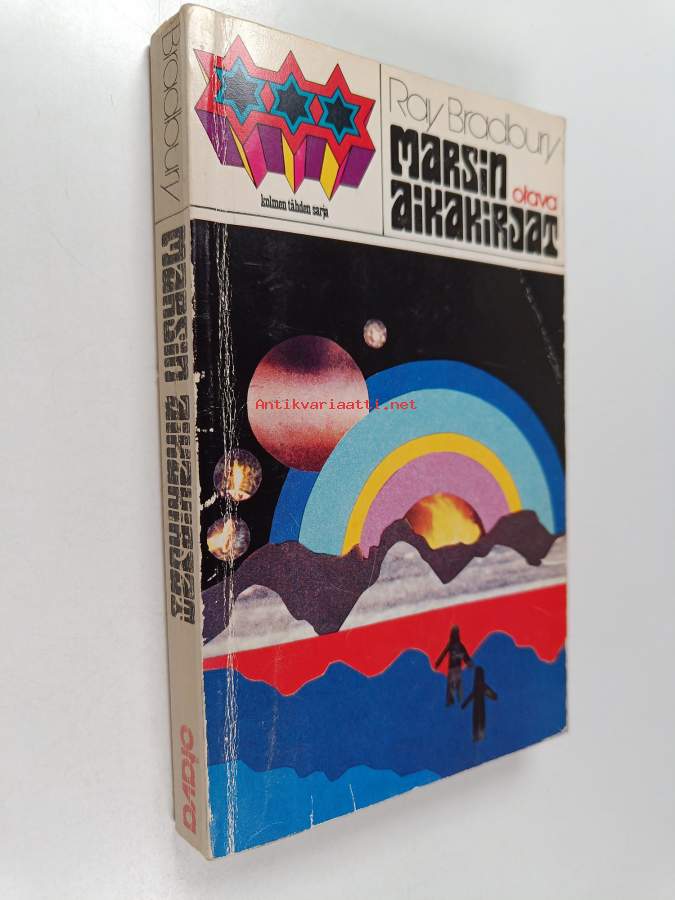 Bradbury
Marsin aikakirjat
otava
kolmen tähden sarja
Ray Bradbury
Marsin
otava
aikakirjat
Antikvariaatti.net